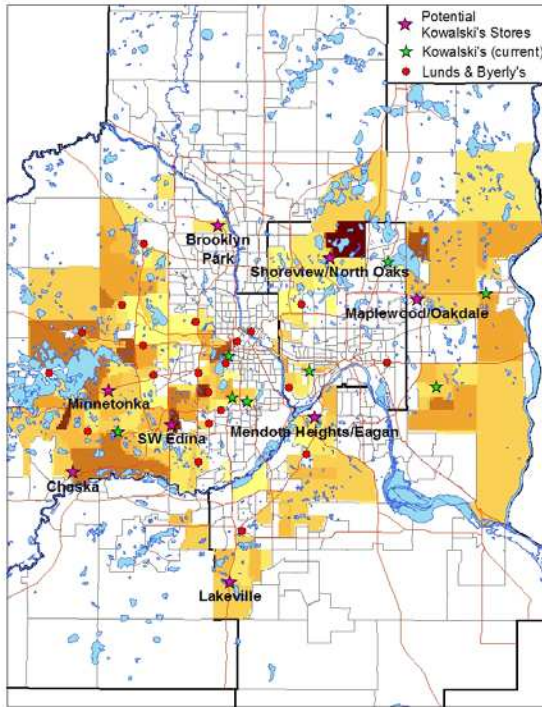 Potential
Kowalski's Stores
Kowalski's (current)
Lunds & Byerly's
Brooklyn
Park
Shoreview/North Oaks
Maplewood/Oakdale
Minnetonka
SW Edina
Mendota Heights/Eagan
Chaska
Lakeville